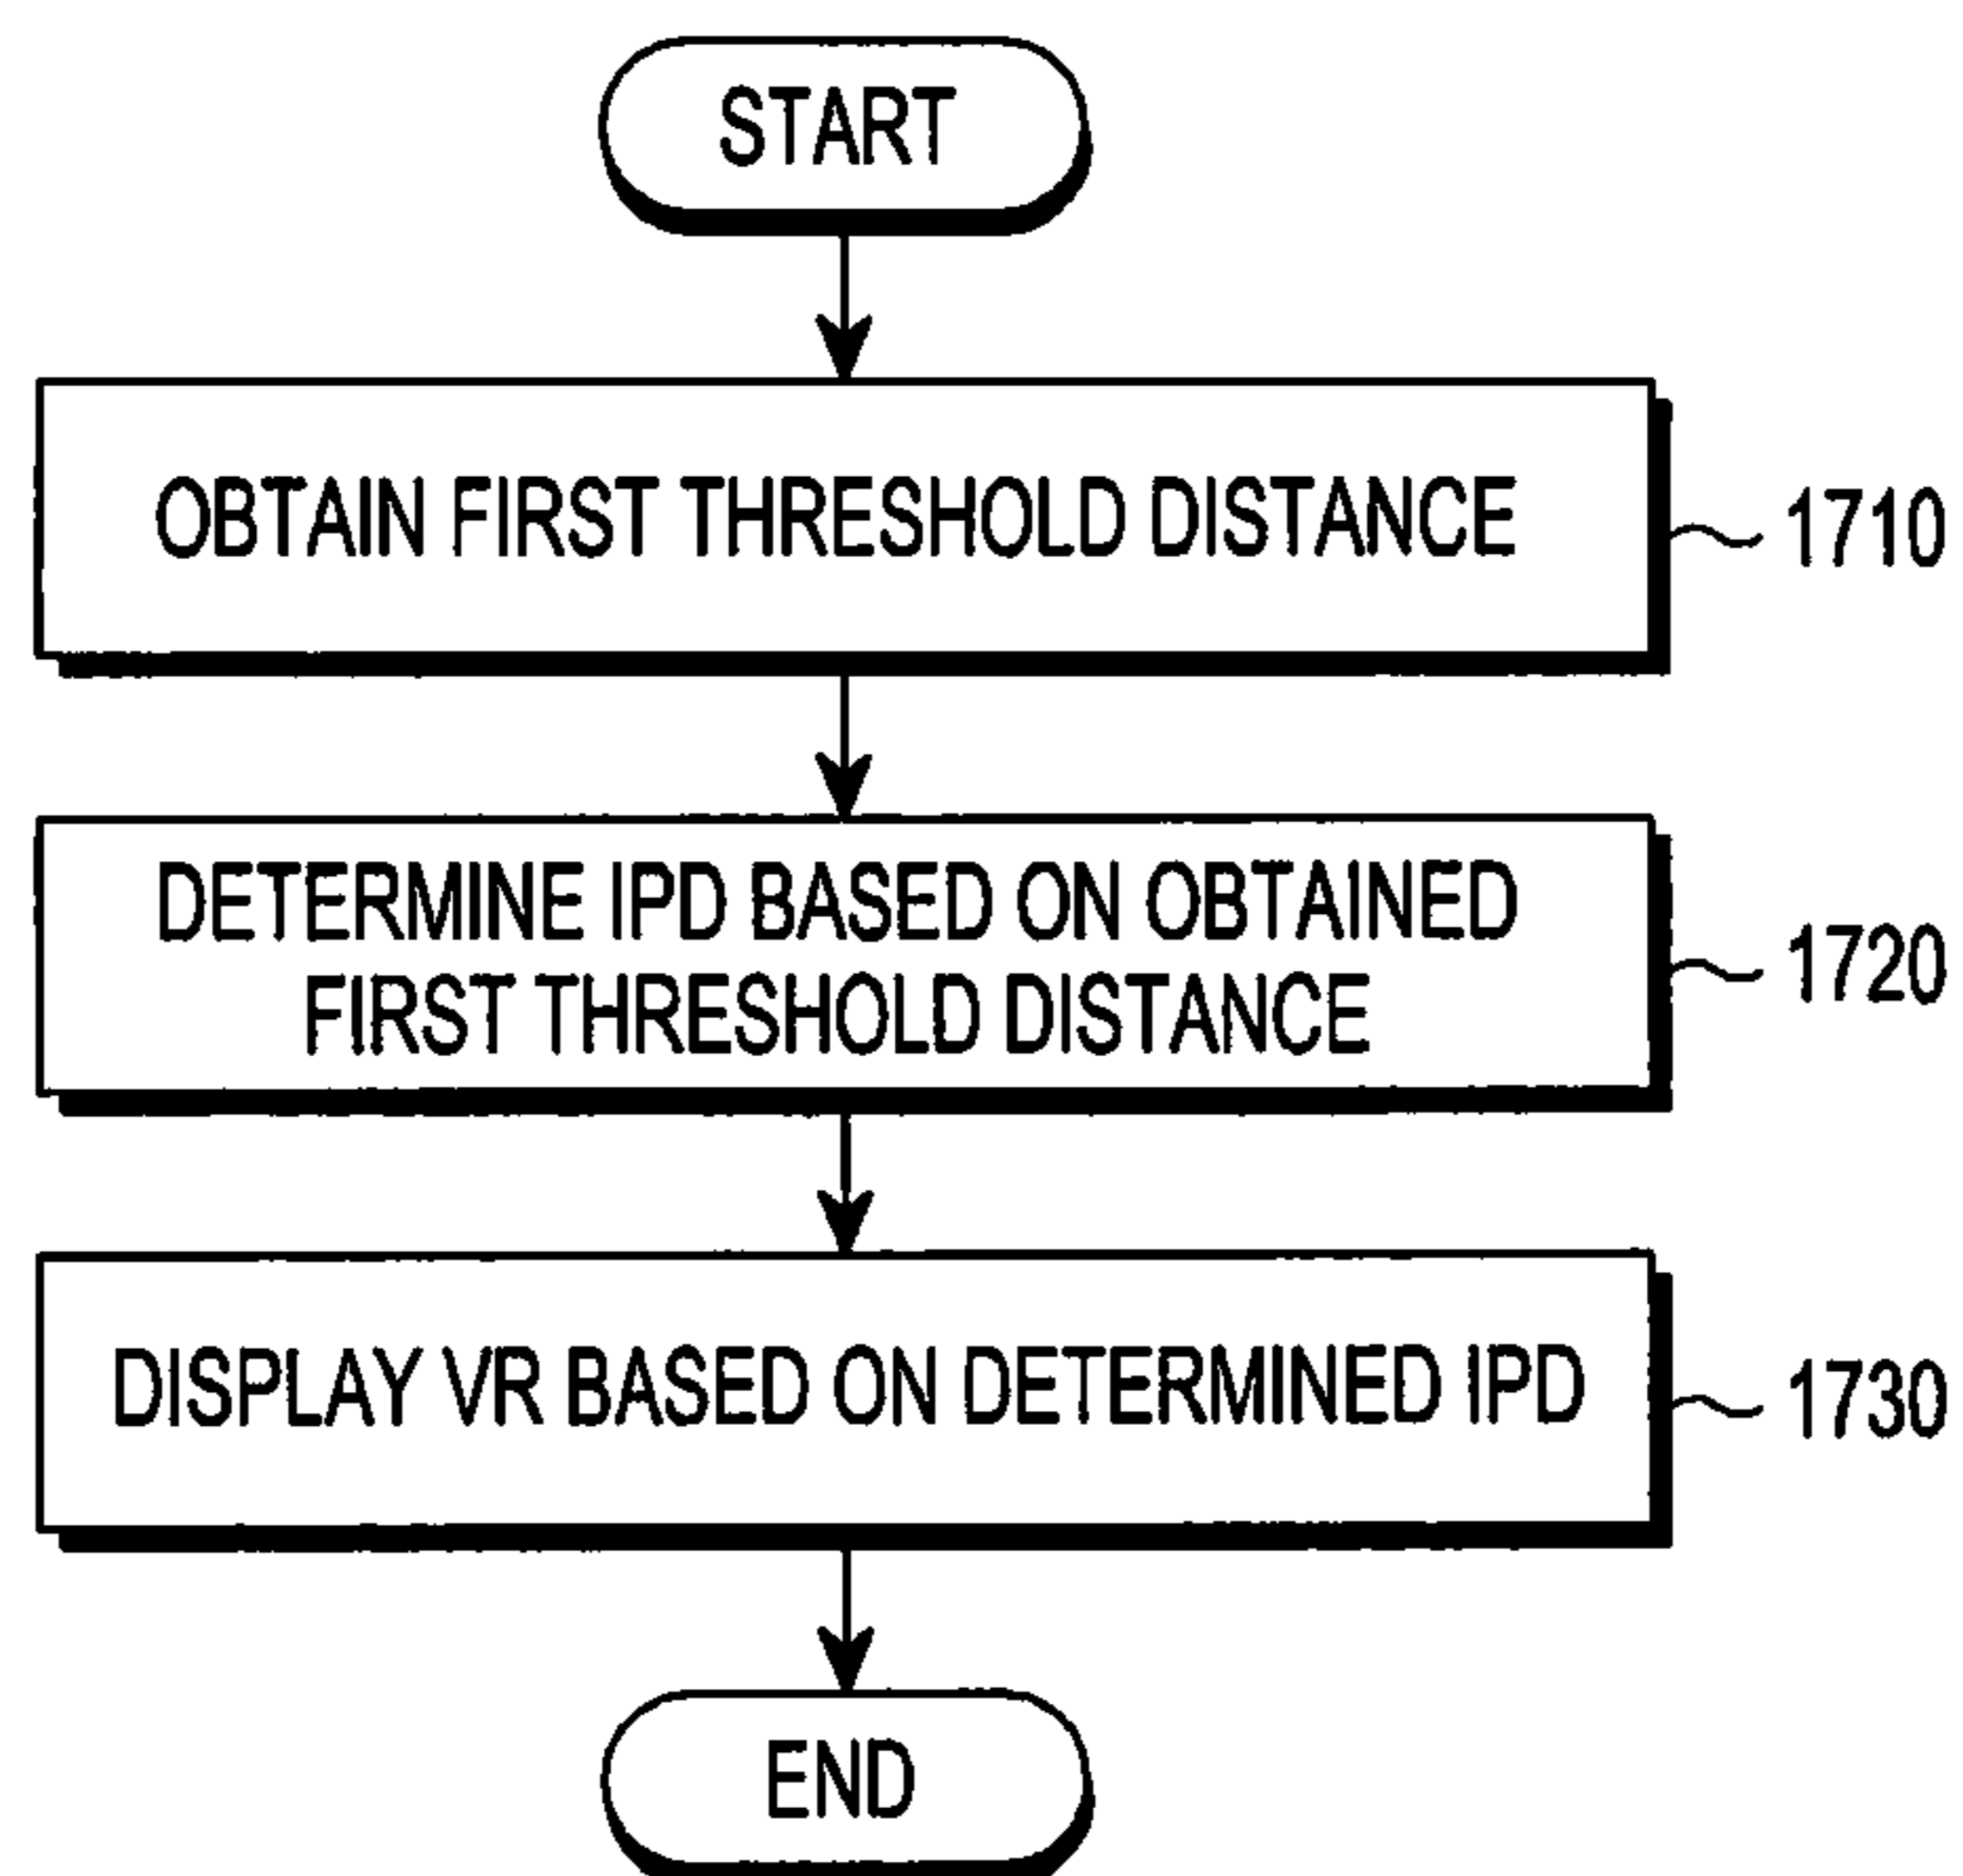 START
OBTAIN FIRST THRESHOLD DISTANCE
1710
DETERMINE IPD BASED ON OBTAINED
FIRST THRESHOLD DISTANCE
1720
DISPLAY VR BASED ON DETERMINED IPD
1730
END